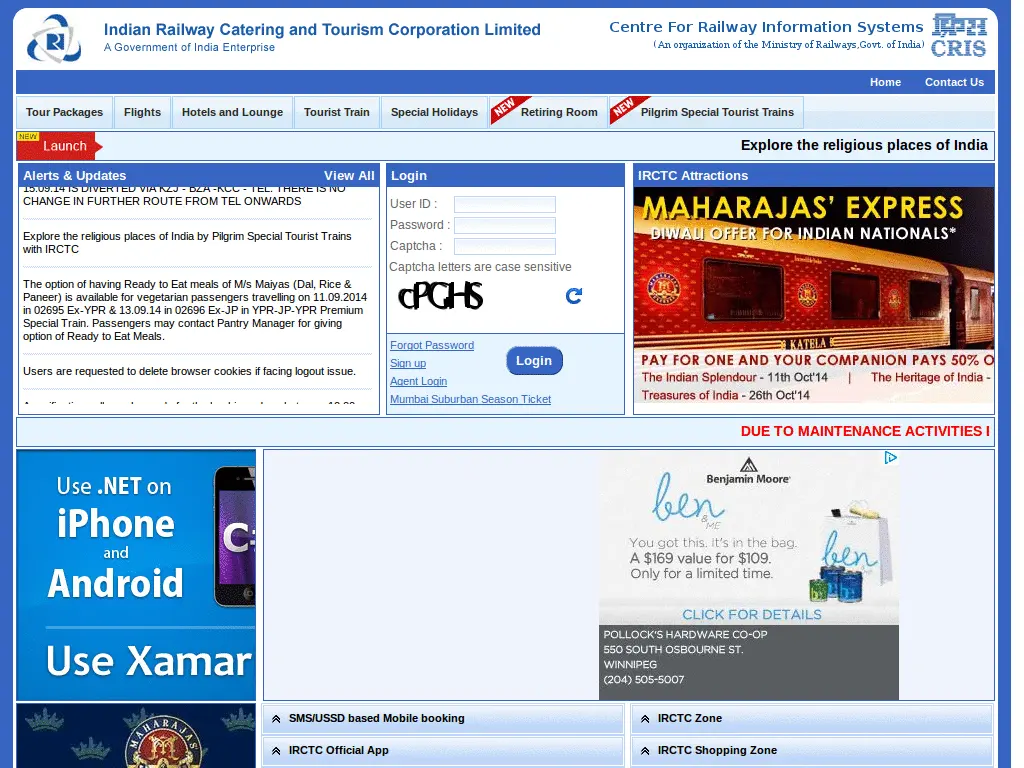 Indian Railway Catering and Tourism Corporation Limited
A Government of India Enterprise
Centre For Railway Information Systems
(An organization of the Ministry of Railways,Govt. of India)
CRIS
Home Contact Us
Tour Packages Flights Hotels and Lounge Tourist Train Special Holidays NEW Retiring Room NEW Pilgrim Special Tourist Trains
NEW
Launch
Explore the religious places of India
Alerts & Updates View All
15.09.14 IS DIVERTED VIA KZJ - BZA -KCC - TEL. THERE IS NO
CHANGE IN FURTHER ROUTE FROM TEL ONWARDS
Explore the religious places of India by Pilgrim Special Tourist Trains
with IRCTC
The option of having Ready to Eat meals of M/s Maiyas (Dal, Rice &
Paneer) is available for vegetarian passengers travelling on 11.09.2014
in 02695 Ex-YPR & 13.09.14 in 02696 Ex-JP in YPR-JP-YPR Premium
Special Train. Passengers may contact Pantry Manager for giving
option of Ready to Eat Meals.
Users are requested to delete browser cookies if facing logout issue.
Login
User ID :
Password :
Captcha :
Captcha letters are case sensitive
cPGHS
Forgot Password
Sign up
Agent Login
Mumbai Suburban Season Ticket
Login
IRCTC Attractions
MAHARAJAS' EXPRESS
DIWALI OFFER FOR INDIAN NATIONALS*
KATELA
PAY FOR ONE AND YOUR COMPANION PAYS 50% O
The Indian Splendour - 11th Oct'14 | The Heritage of India -
Treasures of India - 26th Oct'14
DUE TO MAINTENANCE ACTIVITIES I
Use .NET on
iPhone
and
Android
C
Use Xamar
Benjamin Moore
ben
& ME
You got this. it's in the bag.
A $169 value for $109.
Only for a limited time.
ben
CLICK FOR DETAILS
POLLOCK'S HARDWARE CO-OP
550 SOUTH OSBOURNE ST.
WINNIPEG
(204) 505-5007
MAHARAJAS
SMS/USSD based Mobile booking
IRCTC Zone
IRCTC Official App
IRCTC Shopping Zone